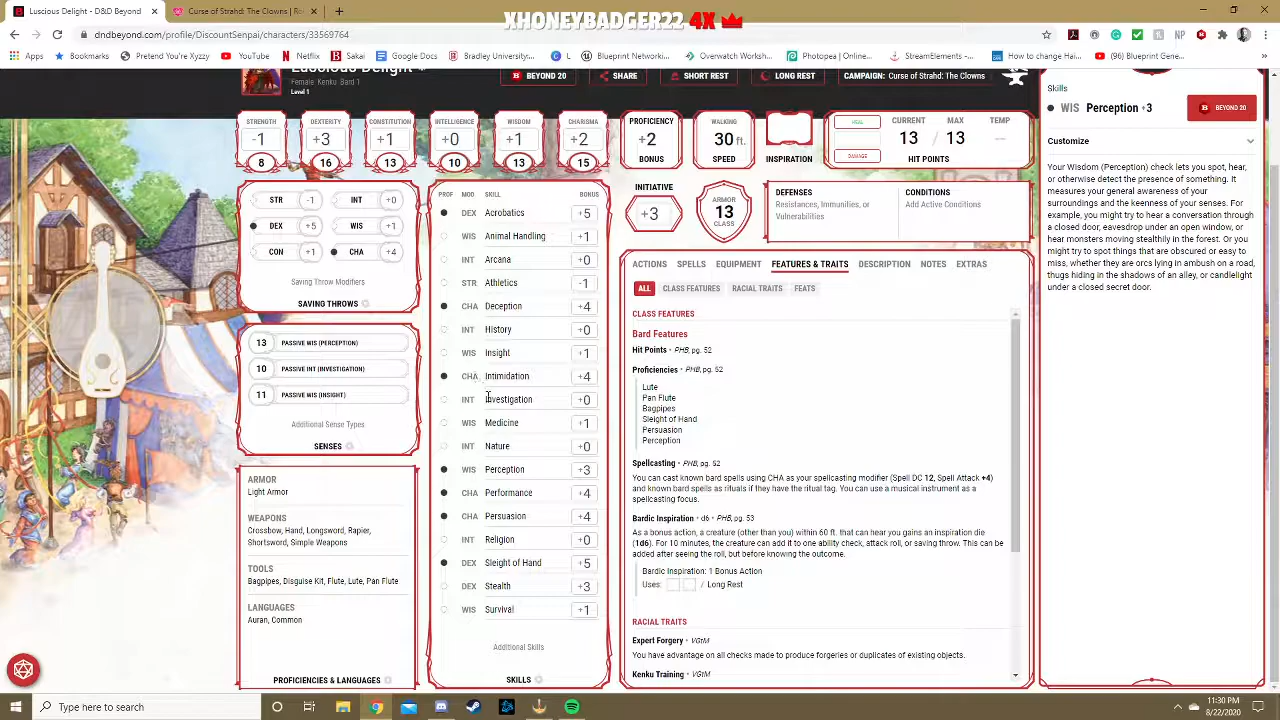 XHONEYBADGER22 4X
Luscious Delight - D&D Beyond
Curse of Strahd: The Clowns
dndbeyond.com/profile/DiscountSenpei/characters/33569764
Apps
Bookmarks
Pretend You're Xyzzy
YouTube
Netflix
Sakai
Google Docs
Bradley University:...
Blueprint Networki...
Overwatch Worksh...
Photopea | Online...
StreamElements -...
How to change Hai...
(96) Blueprint Gene...
Luscious Delight
Female Kenku Bard 1
Level 1
BEYOND 20
SHARE
SHORT REST
LONG REST
CAMPAIGN: Curse of Strahd: The Clowns
STRENGTH
-1
8
DEXTERITY
+3
16
CONSTITUTION
+1
13
INTELLIGENCE
+0
10
WISDOM
+1
13
CHARISMA
+2
15
PROFICIENCY
+2
BONUS
WALKING
30 ft.
SPEED
INSPIRATION
HEAL
DAMAGE
CURRENT
MAX
TEMP
13 / 13 --
HIT POINTS
STR -1
INT +0
DEX +5
WIS +1
CON +1
CHA +4
Saving Throw Modifiers
SAVING THROWS
13 PASSIVE WIS (PERCEPTION)
10 PASSIVE INT (INVESTIGATION)
11 PASSIVE WIS (INSIGHT)
Additional Sense Types
SENSES
ARMOR
Light Armor
WEAPONS
Crossbow, Hand, Longsword, Rapier,
Shortsword, Simple Weapons
TOOLS
Bagpipes, Disguise Kit, Flute, Lute, Pan Flute
LANGUAGES
Auran, Common
PROFICIENCIES & LANGUAGES
PROF MOD SKILL BONUS
DEX Acrobatics +5
WIS Animal Handling +1
INT Arcana +0
STR Athletics -1
CHA Deception +4
INT History +0
WIS Insight +1
CHA Intimidation +4
INT Investigation +0
WIS Medicine +1
INT Nature +0
WIS Perception +3
CHA Performance +4
CHA Persuasion +4
INT Religion +0
DEX Sleight of Hand +5
DEX Stealth +3
WIS Survival +1
Additional Skills
SKILLS
INITIATIVE
+3
ARMOR
13
CLASS
DEFENSES
Resistances, Immunities, or
Vulnerabilities
CONDITIONS
Add Active Conditions
ACTIONS SPELLS EQUIPMENT FEATURES & TRAITS DESCRIPTION NOTES EXTRAS
ALL CLASS FEATURES RACIAL TRAITS FEATS
CLASS FEATURES
Bard Features
Hit Points • PHB, pg. 52
Proficiencies • PHB, pg. 52
Lute
Pan Flute
Bagpipes
Sleight of Hand
Persuasion
Perception
Spellcasting • PHB, pg. 52
You can cast known bard spells using CHA as your spellcasting modifier (Spell DC 12, Spell Attack +4)
and known bard spells as rituals if they have the ritual tag. You can use a musical instrument as a
spellcasting focus.
Bardic Inspiration • d6 • PHB, pg. 53
As a bonus action, a creature (other than you) within 60 ft. that can hear you gains an inspiration die
(1d6). For 10 minutes, the creature can add it to one ability check, attack roll, or saving throw. This can be
added after seeing the roll, but before knowing the outcome.
Bardic Inspiration: 1 Bonus Action
Uses: / Long Rest
RACIAL TRAITS
Expert Forgery • VGtM
You have advantage on all checks made to produce forgeries or duplicates of existing objects.
Kenku Training • VGtM
Skills
WIS Perception +3
BEYOND 20
Customize
Your Wisdom (Perception) check lets you spot, hear,
or otherwise detect the presence of something. It
measures your general awareness of your
surroundings and the keenness of your senses. For
example, you might try to hear a conversation through
a closed door, eavesdrop under an open window, or
hear monsters moving stealthily in the forest. Or you
might try to spot things that are obscured or easy to
miss, whether they are orcs lying in ambush on a road,
thugs hiding in the shadows of an alley, or candlelight
under a closed secret door.
Type here to search
11:30 PM
8/22/2020